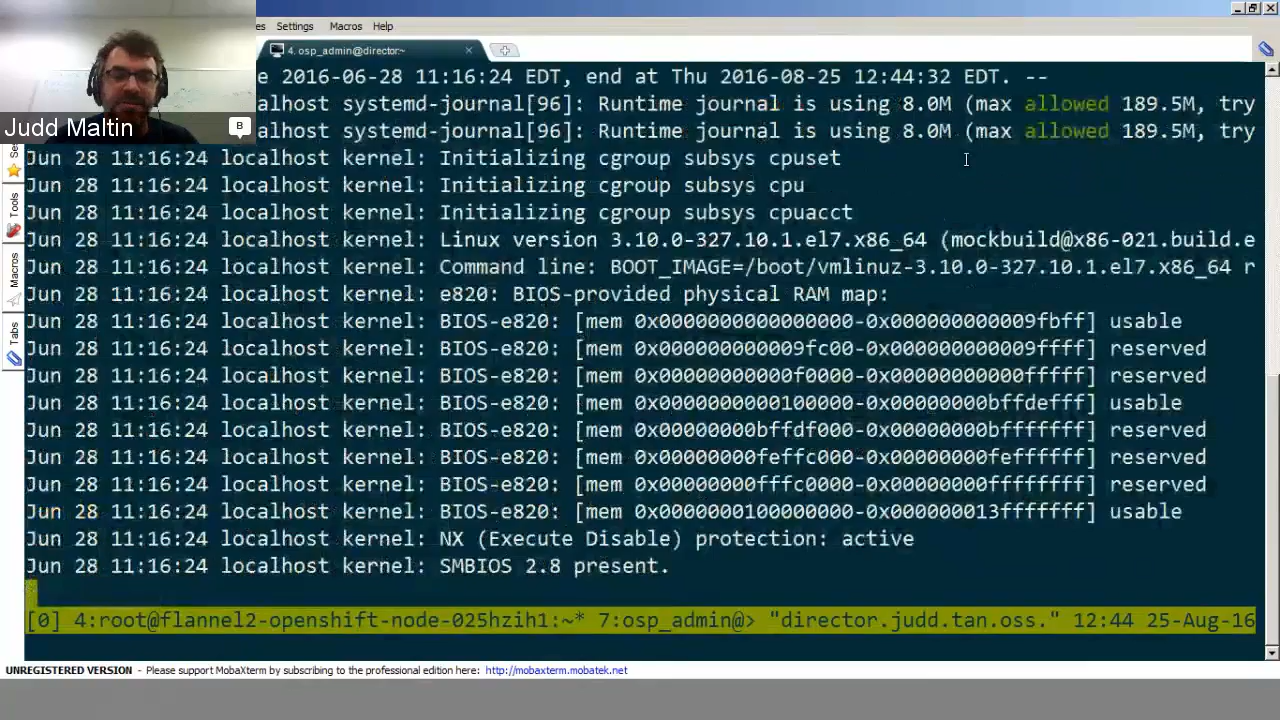 es Settings Macros Help
4. osp_admin@director:~
e 2016-06-28 11:16:24 EDT, end at Thu 2016-08-25 12:44:32 EDT. --
alhost systemd-journal[96]: Runtime journal is using 8.0M (max allowed 189.5M, try
Judd Maltin B
alhost systemd-journal[96]: Runtime journal is using 8.0M (max allowed 189.5M, try
Jun 28 11:16:24 localhost kernel: Initializing cgroup subsys cpuset
Jun 28 11:16:24 localhost kernel: Initializing cgroup subsys cpu
Jun 28 11:16:24 localhost kernel: Initializing cgroup subsys cpuacct
Jun 28 11:16:24 localhost kernel: Linux version 3.10.0-327.10.1.el7.x86_64 (mockbuild@x86-021.build.e
Jun 28 11:16:24 localhost kernel: Command line: BOOT_IMAGE=/boot/vmlinuz-3.10.0-327.10.1.el7.x86_64 r
Jun 28 11:16:24 localhost kernel: e820: BIOS-provided physical RAM map:
Jun 28 11:16:24 localhost kernel: BIOS-e820: [mem 0x0000000000000000-0x000000000009fbff] usable
Jun 28 11:16:24 localhost kernel: BIOS-e820: [mem 0x000000000009fc00-0x000000000009ffff] reserved
Jun 28 11:16:24 localhost kernel: BIOS-e820: [mem 0x00000000000f0000-0x00000000000fffff] reserved
Jun 28 11:16:24 localhost kernel: BIOS-e820: [mem 0x0000000000100000-0x00000000bffdefff] usable
Jun 28 11:16:24 localhost kernel: BIOS-e820: [mem 0x00000000bffdf000-0x00000000bfffffff] reserved
Jun 28 11:16:24 localhost kernel: BIOS-e820: [mem 0x00000000feffc000-0x00000000feffffff] reserved
Jun 28 11:16:24 localhost kernel: BIOS-e820: [mem 0x00000000fffc0000-0x00000000ffffffff] reserved
Jun 28 11:16:24 localhost kernel: BIOS-e820: [mem 0x0000000100000000-0x000000013fffffff] usable
Jun 28 11:16:24 localhost kernel: NX (Execute Disable) protection: active
Jun 28 11:16:24 localhost kernel: SMBIOS 2.8 present.
[0] 4:root@flannel2-openshift-node-025hzih1:~* 7:osp_admin@> "director.judd.tan.oss." 12:44 25-Aug-16
Tools
Macros
Tabs
UNREGISTERED VERSION - Please support MobaXterm by subscribing to the professional edition here: http://mobaxterm.mobatek.net